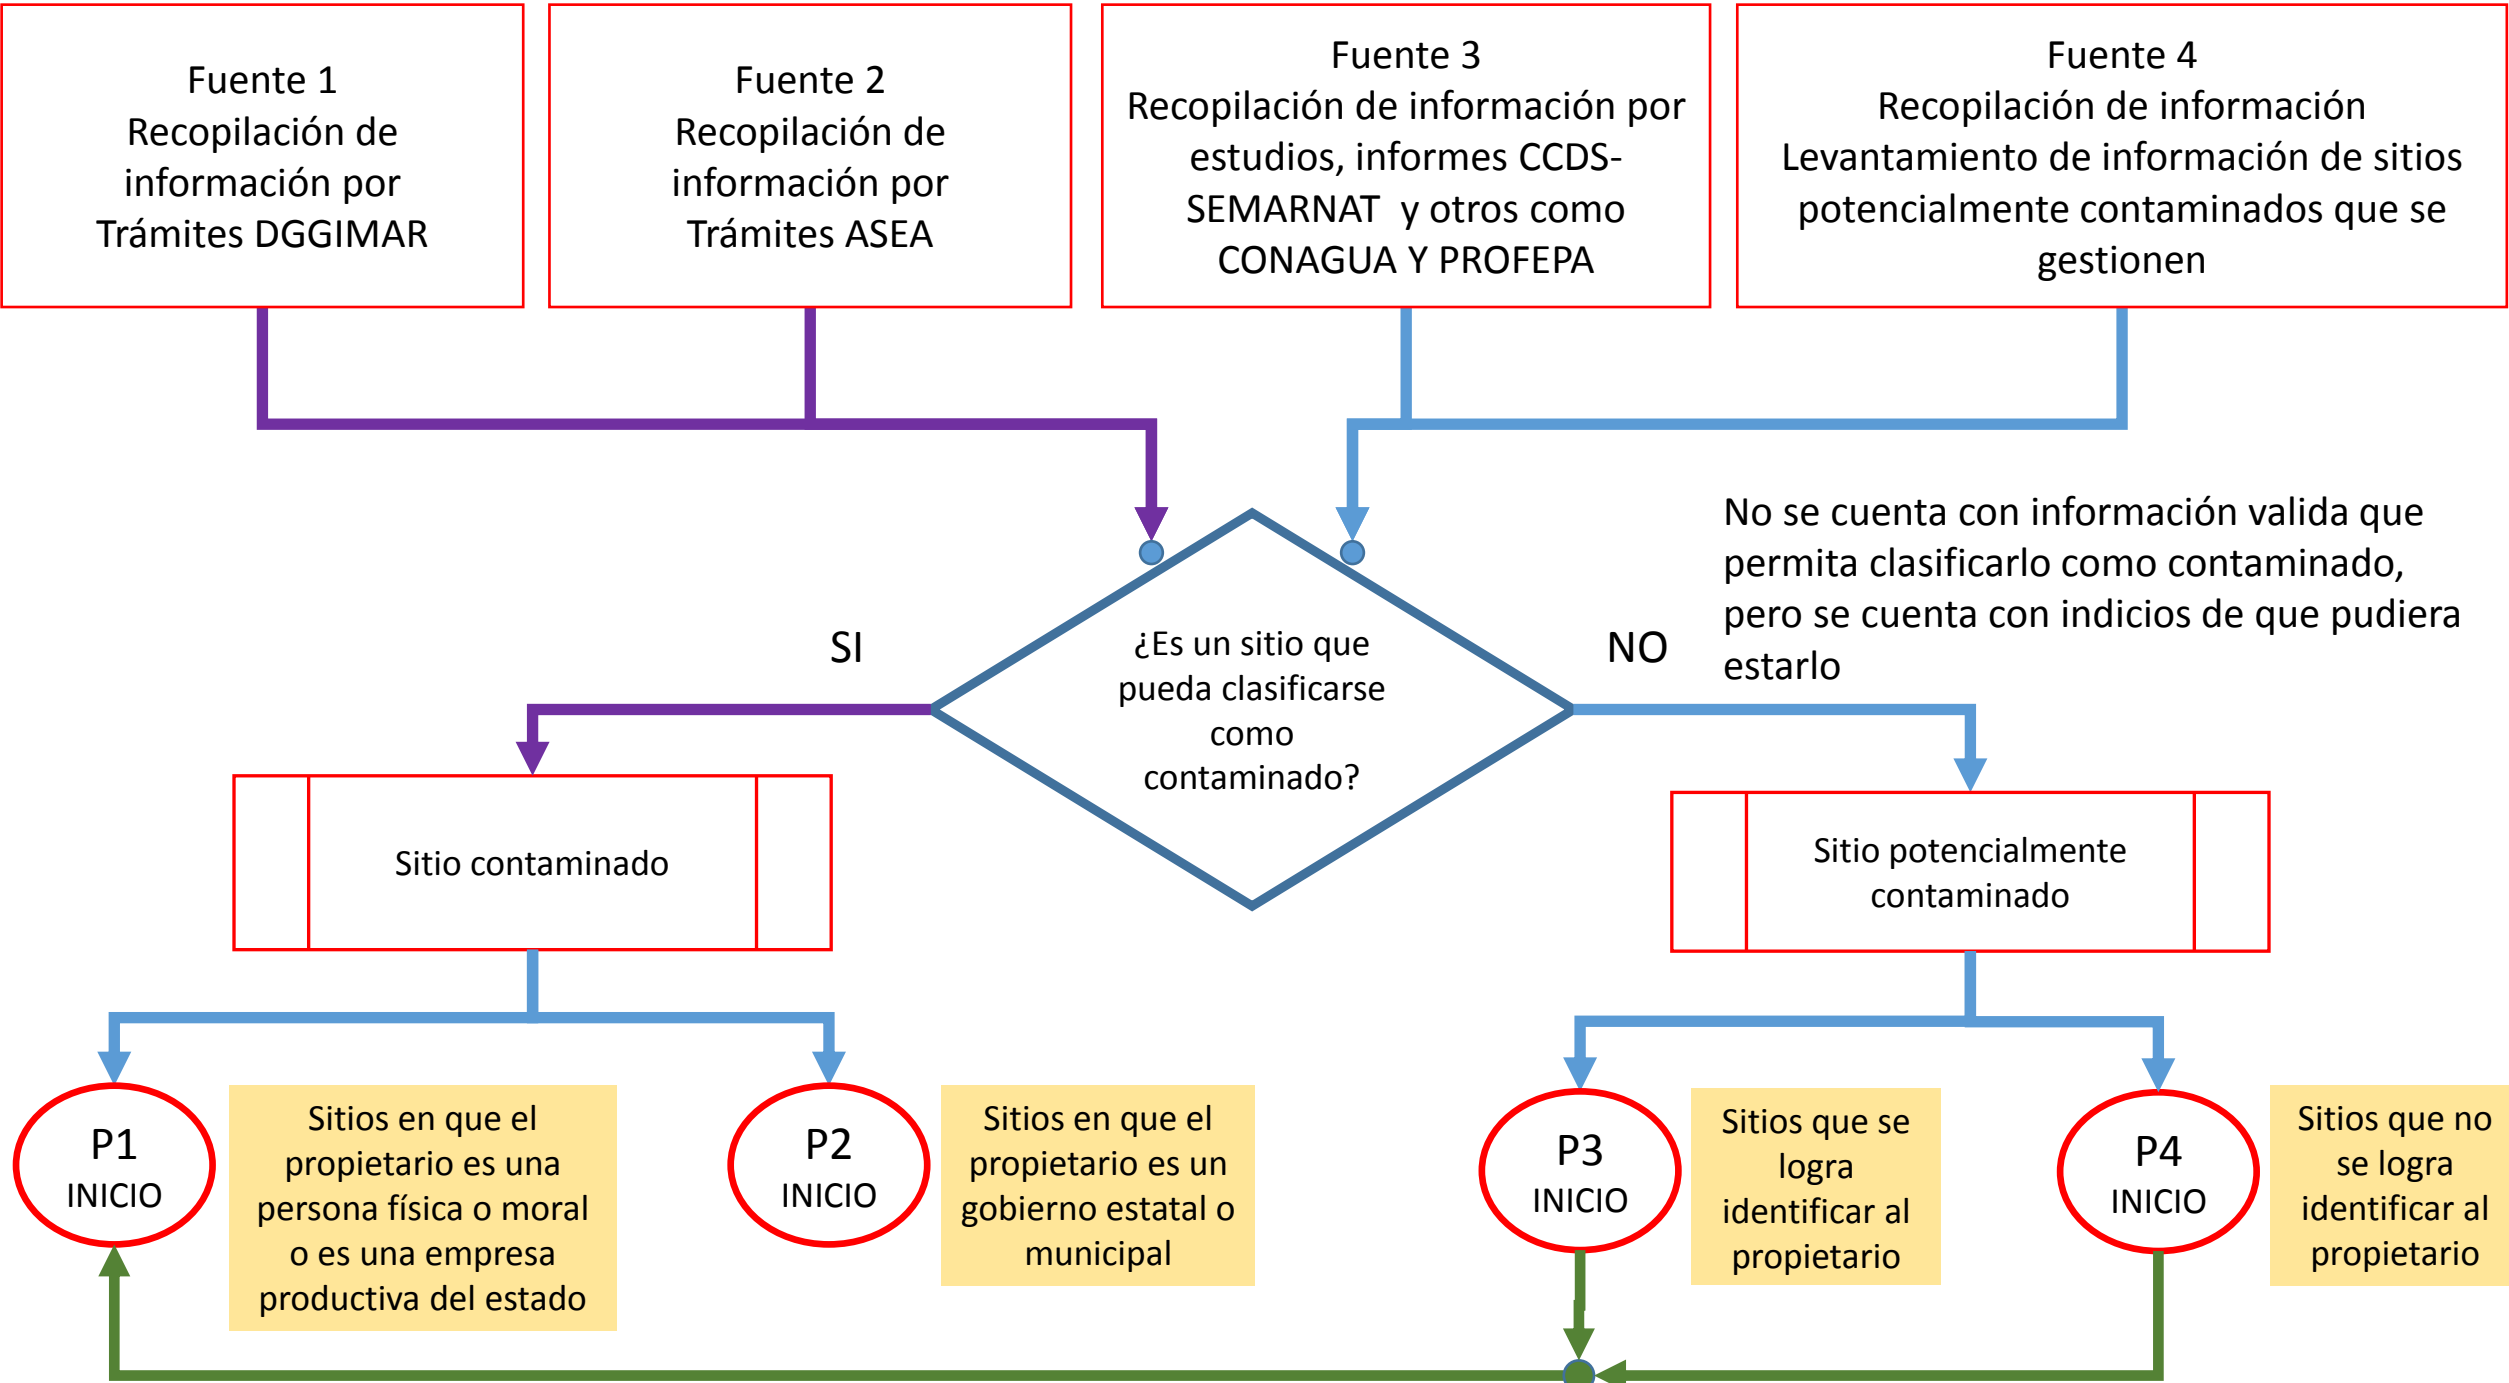 Fuente 1
Recopilación de
información por
Trámites DGGIMAR
Fuente 2
Recopilación de
información por
Trámites ASEA
Fuente 3
Recopilación de información por
estudios, informes CCDS-
SEMARNAT  y otros como
CONAGUA Y PROFEPA
Fuente 4
Recopilación de información
Levantamiento de información de sitios
potencialmente contaminados que se
gestionen
No se cuenta con información valida que
permita clasificarlo como contaminado,
pero se cuenta con indicios de que pudiera
estarlo
SI
¿Es un sitio que
pueda clasificarse
como
contaminado?
NO
Sitio contaminado
Sitio potencialmente
contaminado
P1
INICIO
Sitios en que el
propietario es una
persona física o moral
o es una empresa
productiva del estado
P2
INICIO
Sitios en que el
propietario es un
gobierno estatal o
municipal
P3
INICIO
Sitios que se
logra
identificar al
propietario
P4
INICIO
Sitios que no
se logra
identificar al
propietario